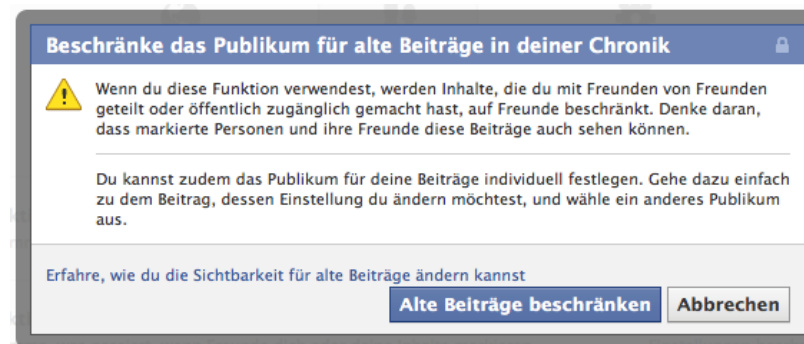 Beschränke das Publikum für alte Beiträge in deiner Chronik
Wenn du diese Funktion verwendest, werden Inhalte, die du mit Freunden von Freunden
geteilt oder öffentlich zugänglich gemacht hast, auf Freunde beschränkt. Denke daran,
dass markierte Personen und ihre Freunde diese Beiträge auch sehen können.
Du kannst zudem das Publikum für deine Beiträge individuell festlegen. Gehe dazu einfach
zu dem Beitrag, dessen Einstellung du ändern möchtest, und wähle ein anderes Publikum
aus.
Erfahre, wie du die Sichtbarkeit für alte Beiträge ändern kannst
Alte Beiträge beschränken Abbrechen